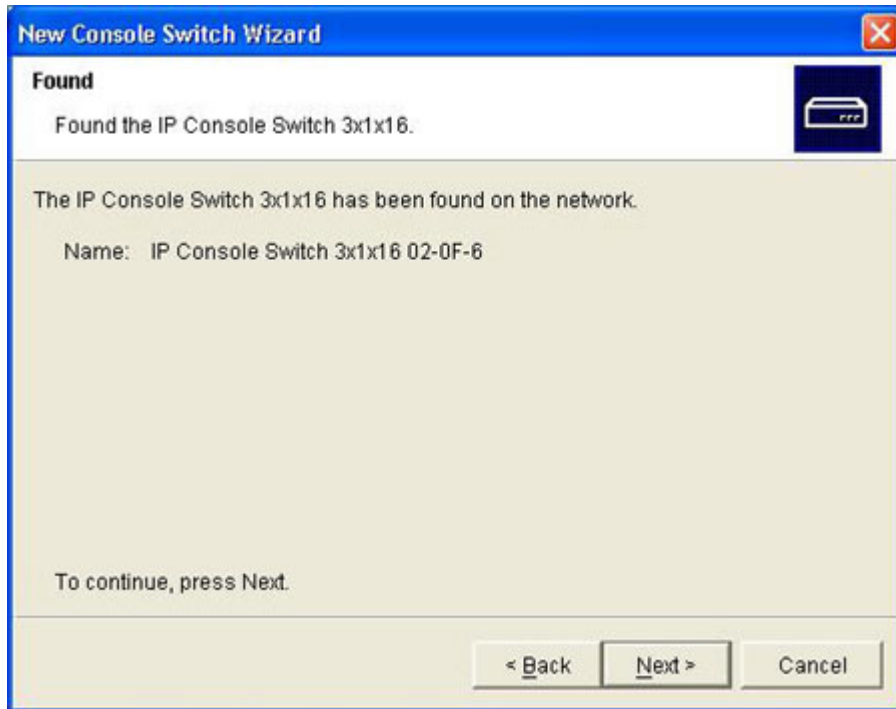 New Console Switch Wizard
Found
Found the IP Console Switch 3x1x16.
The IP Console Switch 3x1x16 has been found on the network.
Name: IP Console Switch 3x1x16 02-0F-6
To continue, press Next.
< Back Next > Cancel